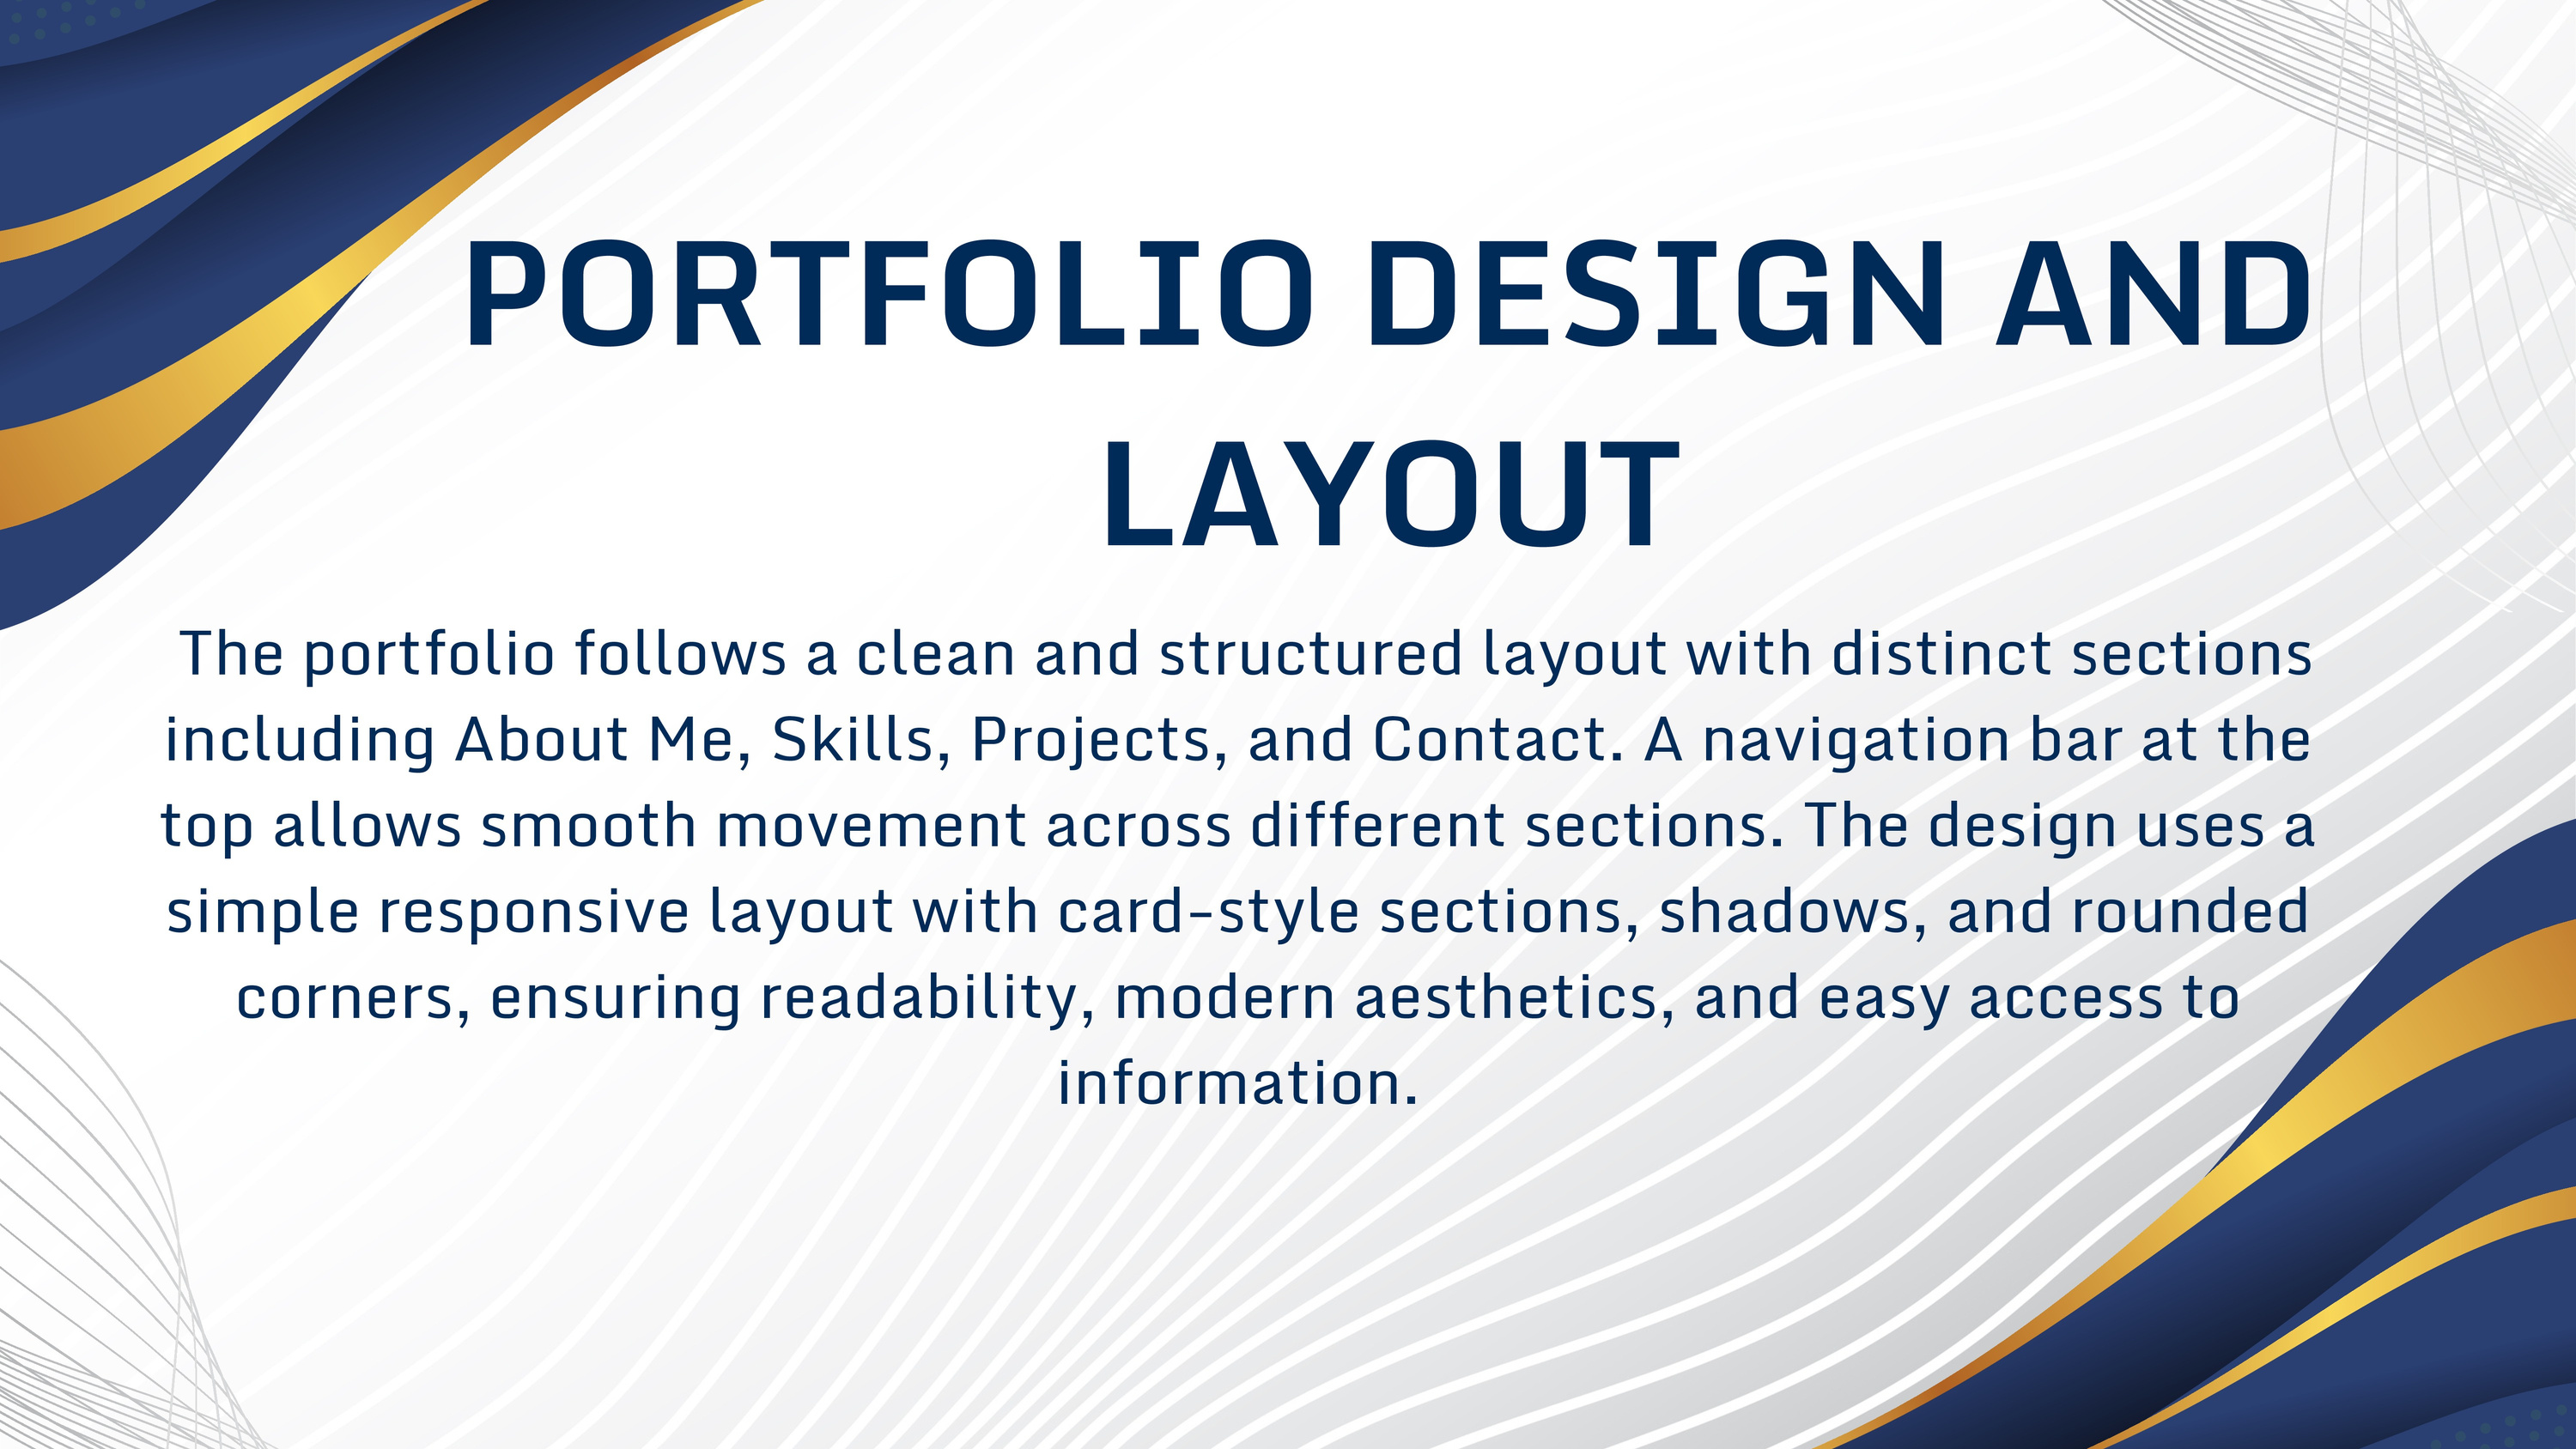 PORTFOLIO DESIGN AND
LAYOUT
The portfolio follows a clean and structured layout with distinct sections
including About Me, Skills, Projects, and Contact. A navigation bar at the
top allows smooth movement across different sections. The design uses a
simple responsive layout with card-style sections, shadows, and rounded
corners, ensuring readability, modern aesthetics, and easy access to
information.